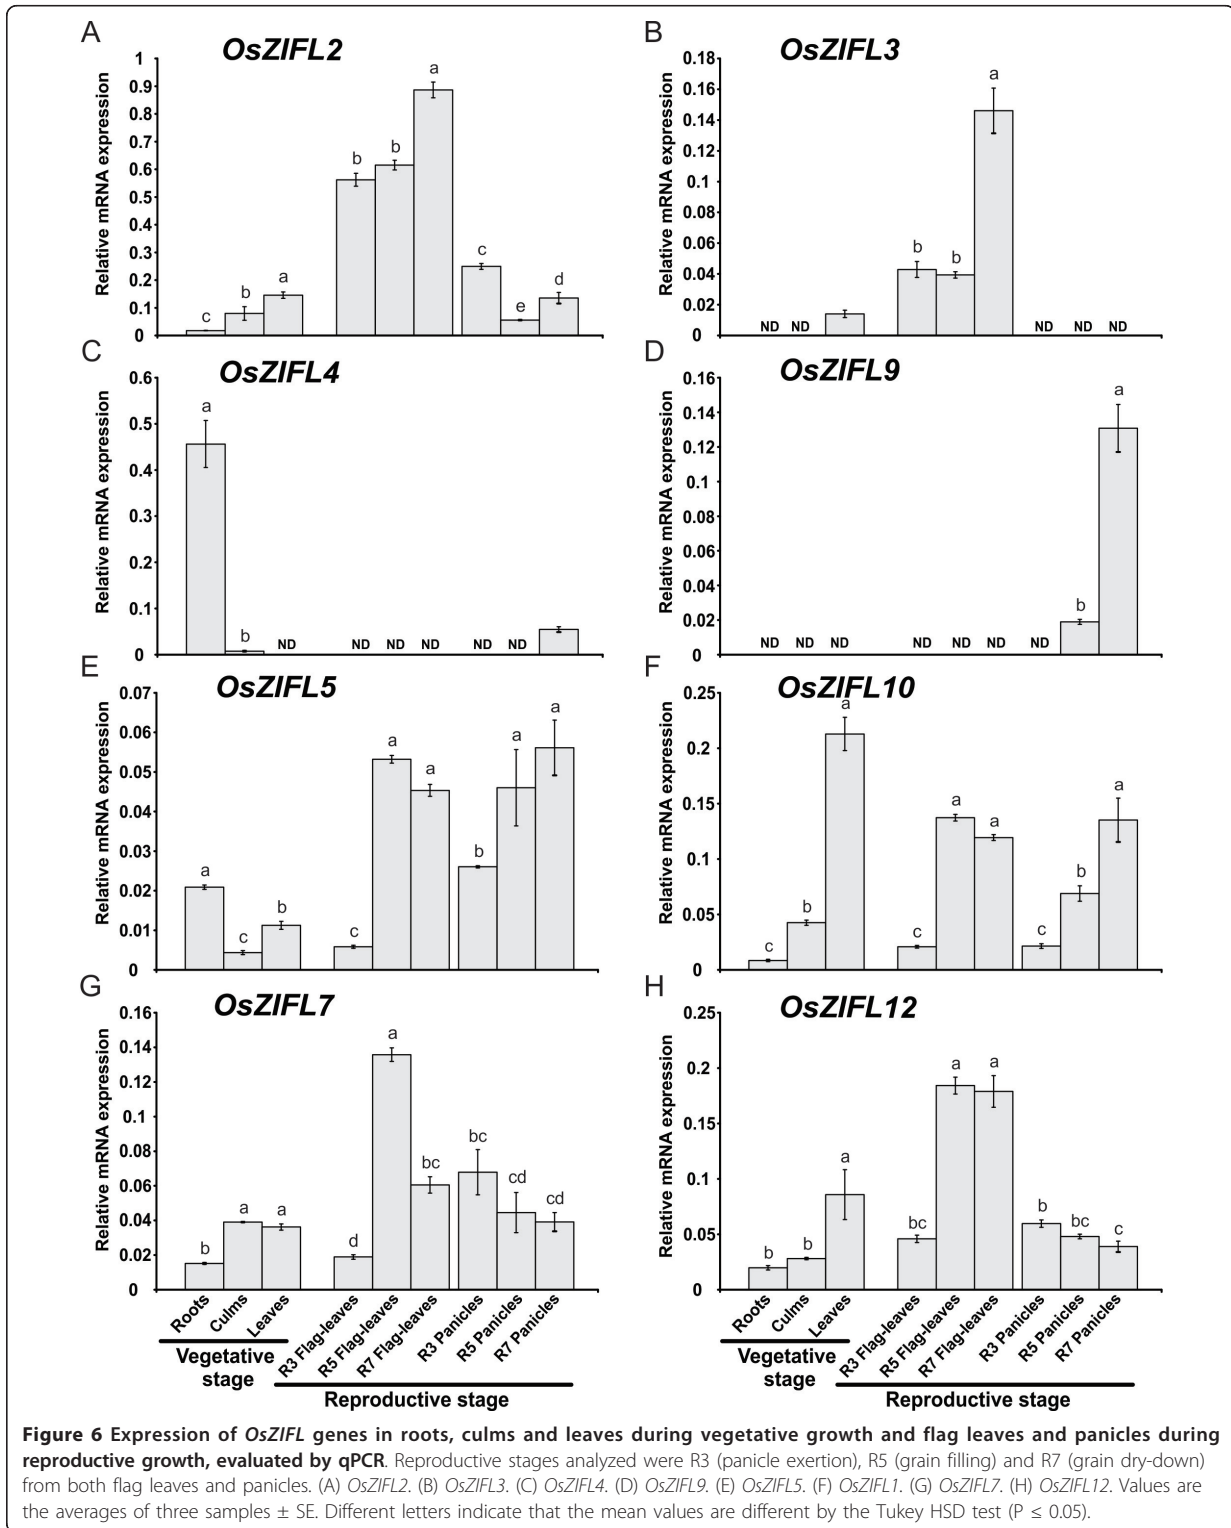 A
OsZIFL2
Relative mRNA expression
1
0.9
0.8
0.7
0.6
0.5
0.4
0.3
0.2
0.1
0
c
b
a
b
b
a
c
e
d
B
OsZIFL3
Relative mRNA expression
0.18
0.16
0.14
0.12
0.1
0.08
0.06
0.04
0.02
0
ND
ND
b
b
a
ND
ND
ND
C
OsZIFL4
Relative mRNA expression
0.6
0.5
0.4
0.3
0.2
0.1
0
a
b
ND
ND
ND
ND
ND
ND
D
OsZIFL9
Relative mRNA expression
0.16
0.14
0.12
0.1
0.08
0.06
0.04
0.02
0
ND
ND
ND
ND
ND
ND
ND
b
a
E
OsZIFL5
Relative mRNA expression
0.07
0.06
0.05
0.04
0.03
0.02
0.01
0
a
c
b
c
a
a
b
a
a
F
OsZIFL10
Relative mRNA expression
0.25
0.2
0.15
0.1
0.05
0
c
b
a
c
a
a
c
b
a
G
OsZIFL7
Relative mRNA expression
0.16
0.14
0.12
0.1
0.08
0.06
0.04
0.02
0
b
a
a
d
a
bc
bc
cd
cd
Roots
Culms
Leaves
R3 Flag-leaves
R5 Flag-leaves
R7 Flag-leaves
R3 Panicles
R5 Panicles
R7 Panicles
Vegetative
stage
Reproductive stage
H
OsZIFL12
Relative mRNA expression
0.25
0.2
0.15
0.1
0.05
0
b
b
a
bc
a
a
b
bc
c
Roots
Culms
Leaves
R3 Flag-leaves
R5 Flag-leaves
R7 Flag-leaves
R3 Panicles
R5 Panicles
R7 Panicles
Vegetative
stage
Reproductive stage
Figure 6 Expression of OsZIFL genes in roots, culms and leaves during vegetative growth and flag leaves and panicles during
reproductive growth, evaluated by qPCR. Reproductive stages analyzed were R3 (panicle exertion), R5 (grain filling) and R7 (grain dry-down)
from both flag leaves and panicles. (A) OsZIFL2. (B) OsZIFL3. (C) OsZIFL4. (D) OsZIFL9. (E) OsZIFL5. (F) OsZIFL1. (G) OsZIFL7. (H) OsZIFL12. Values are
the averages of three samples ± SE. Different letters indicate that the mean values are different by the Tukey HSD test (P ≤ 0.05).